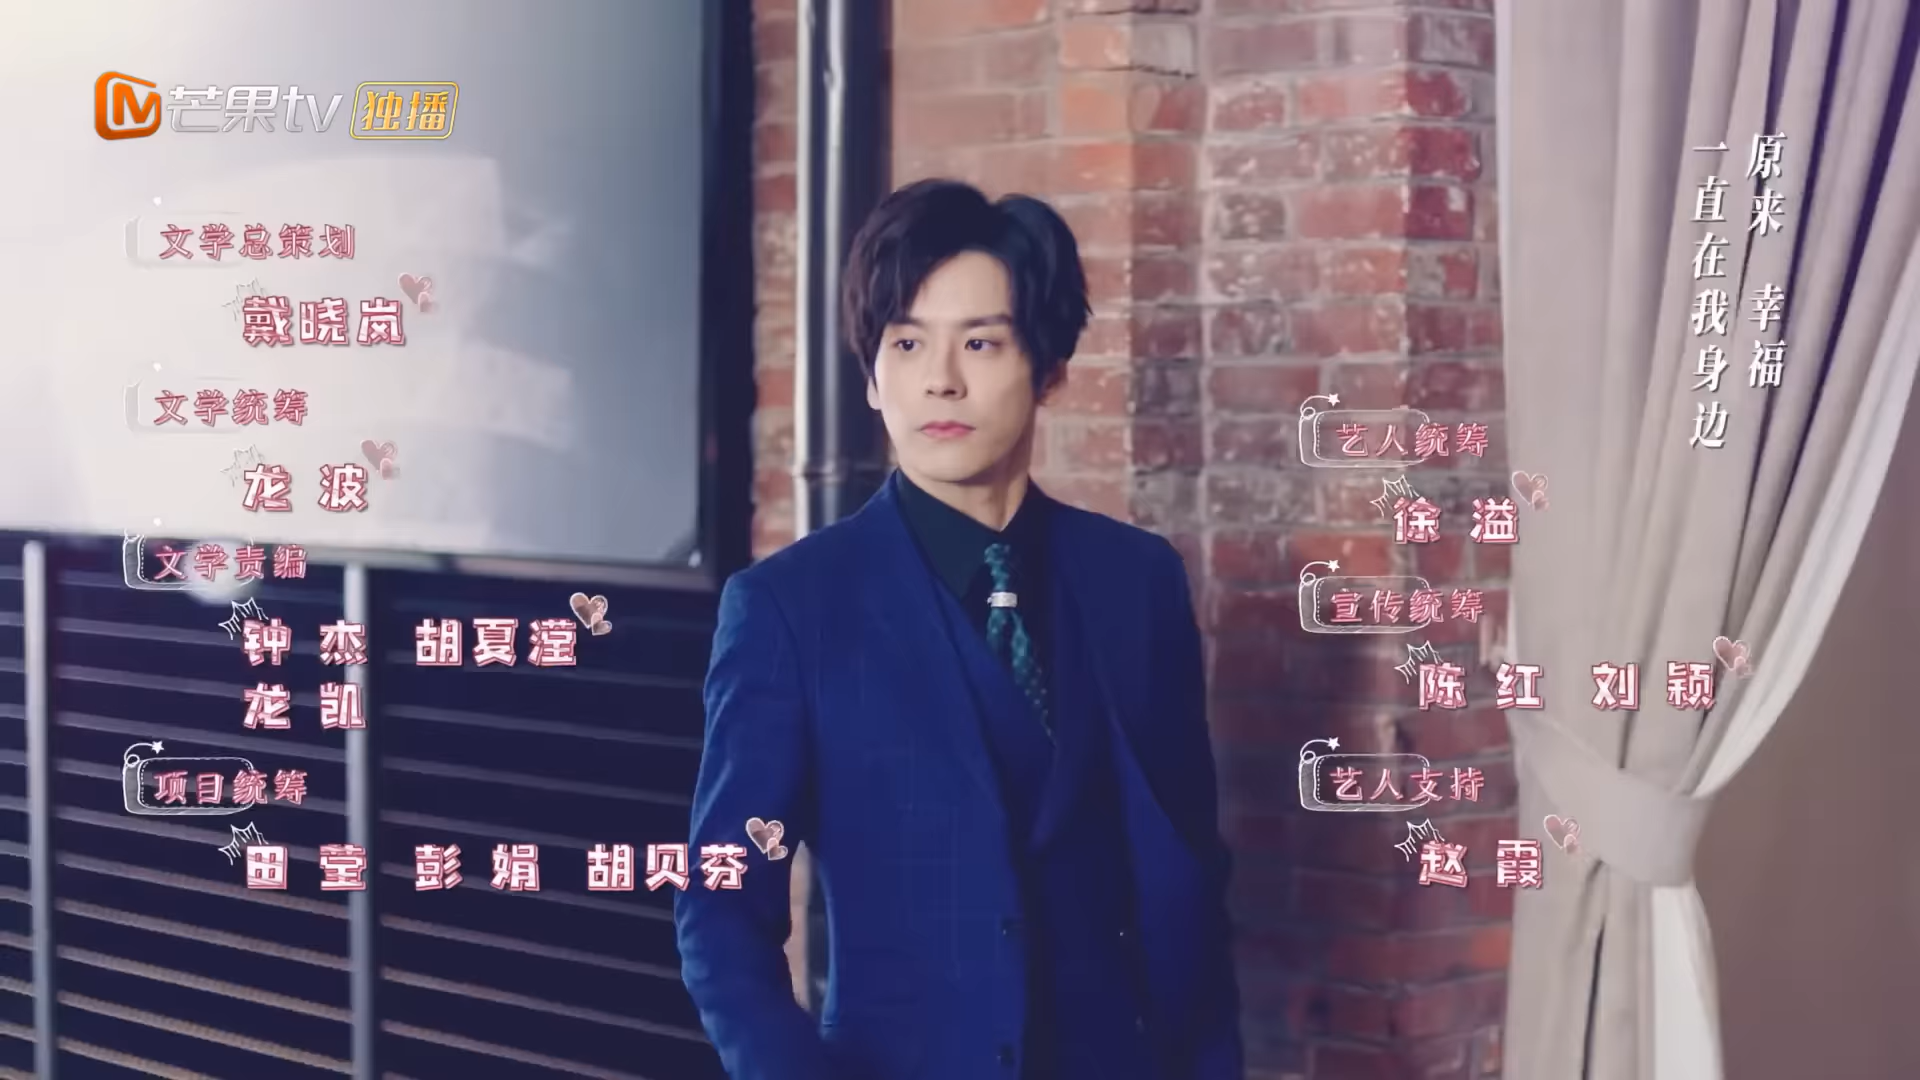 芒果tv 独播
文学总策划
戴晓岚
文学统筹
龙 波
文学责编
钟 杰 胡夏滢
龙 凯
项目统筹
田 莹 彭 娟 胡贝芬
原来 幸福
一直在我身边
艺人统筹
徐 溢
宣传统筹
陈 红 刘 颖
艺人支持
赵 霞